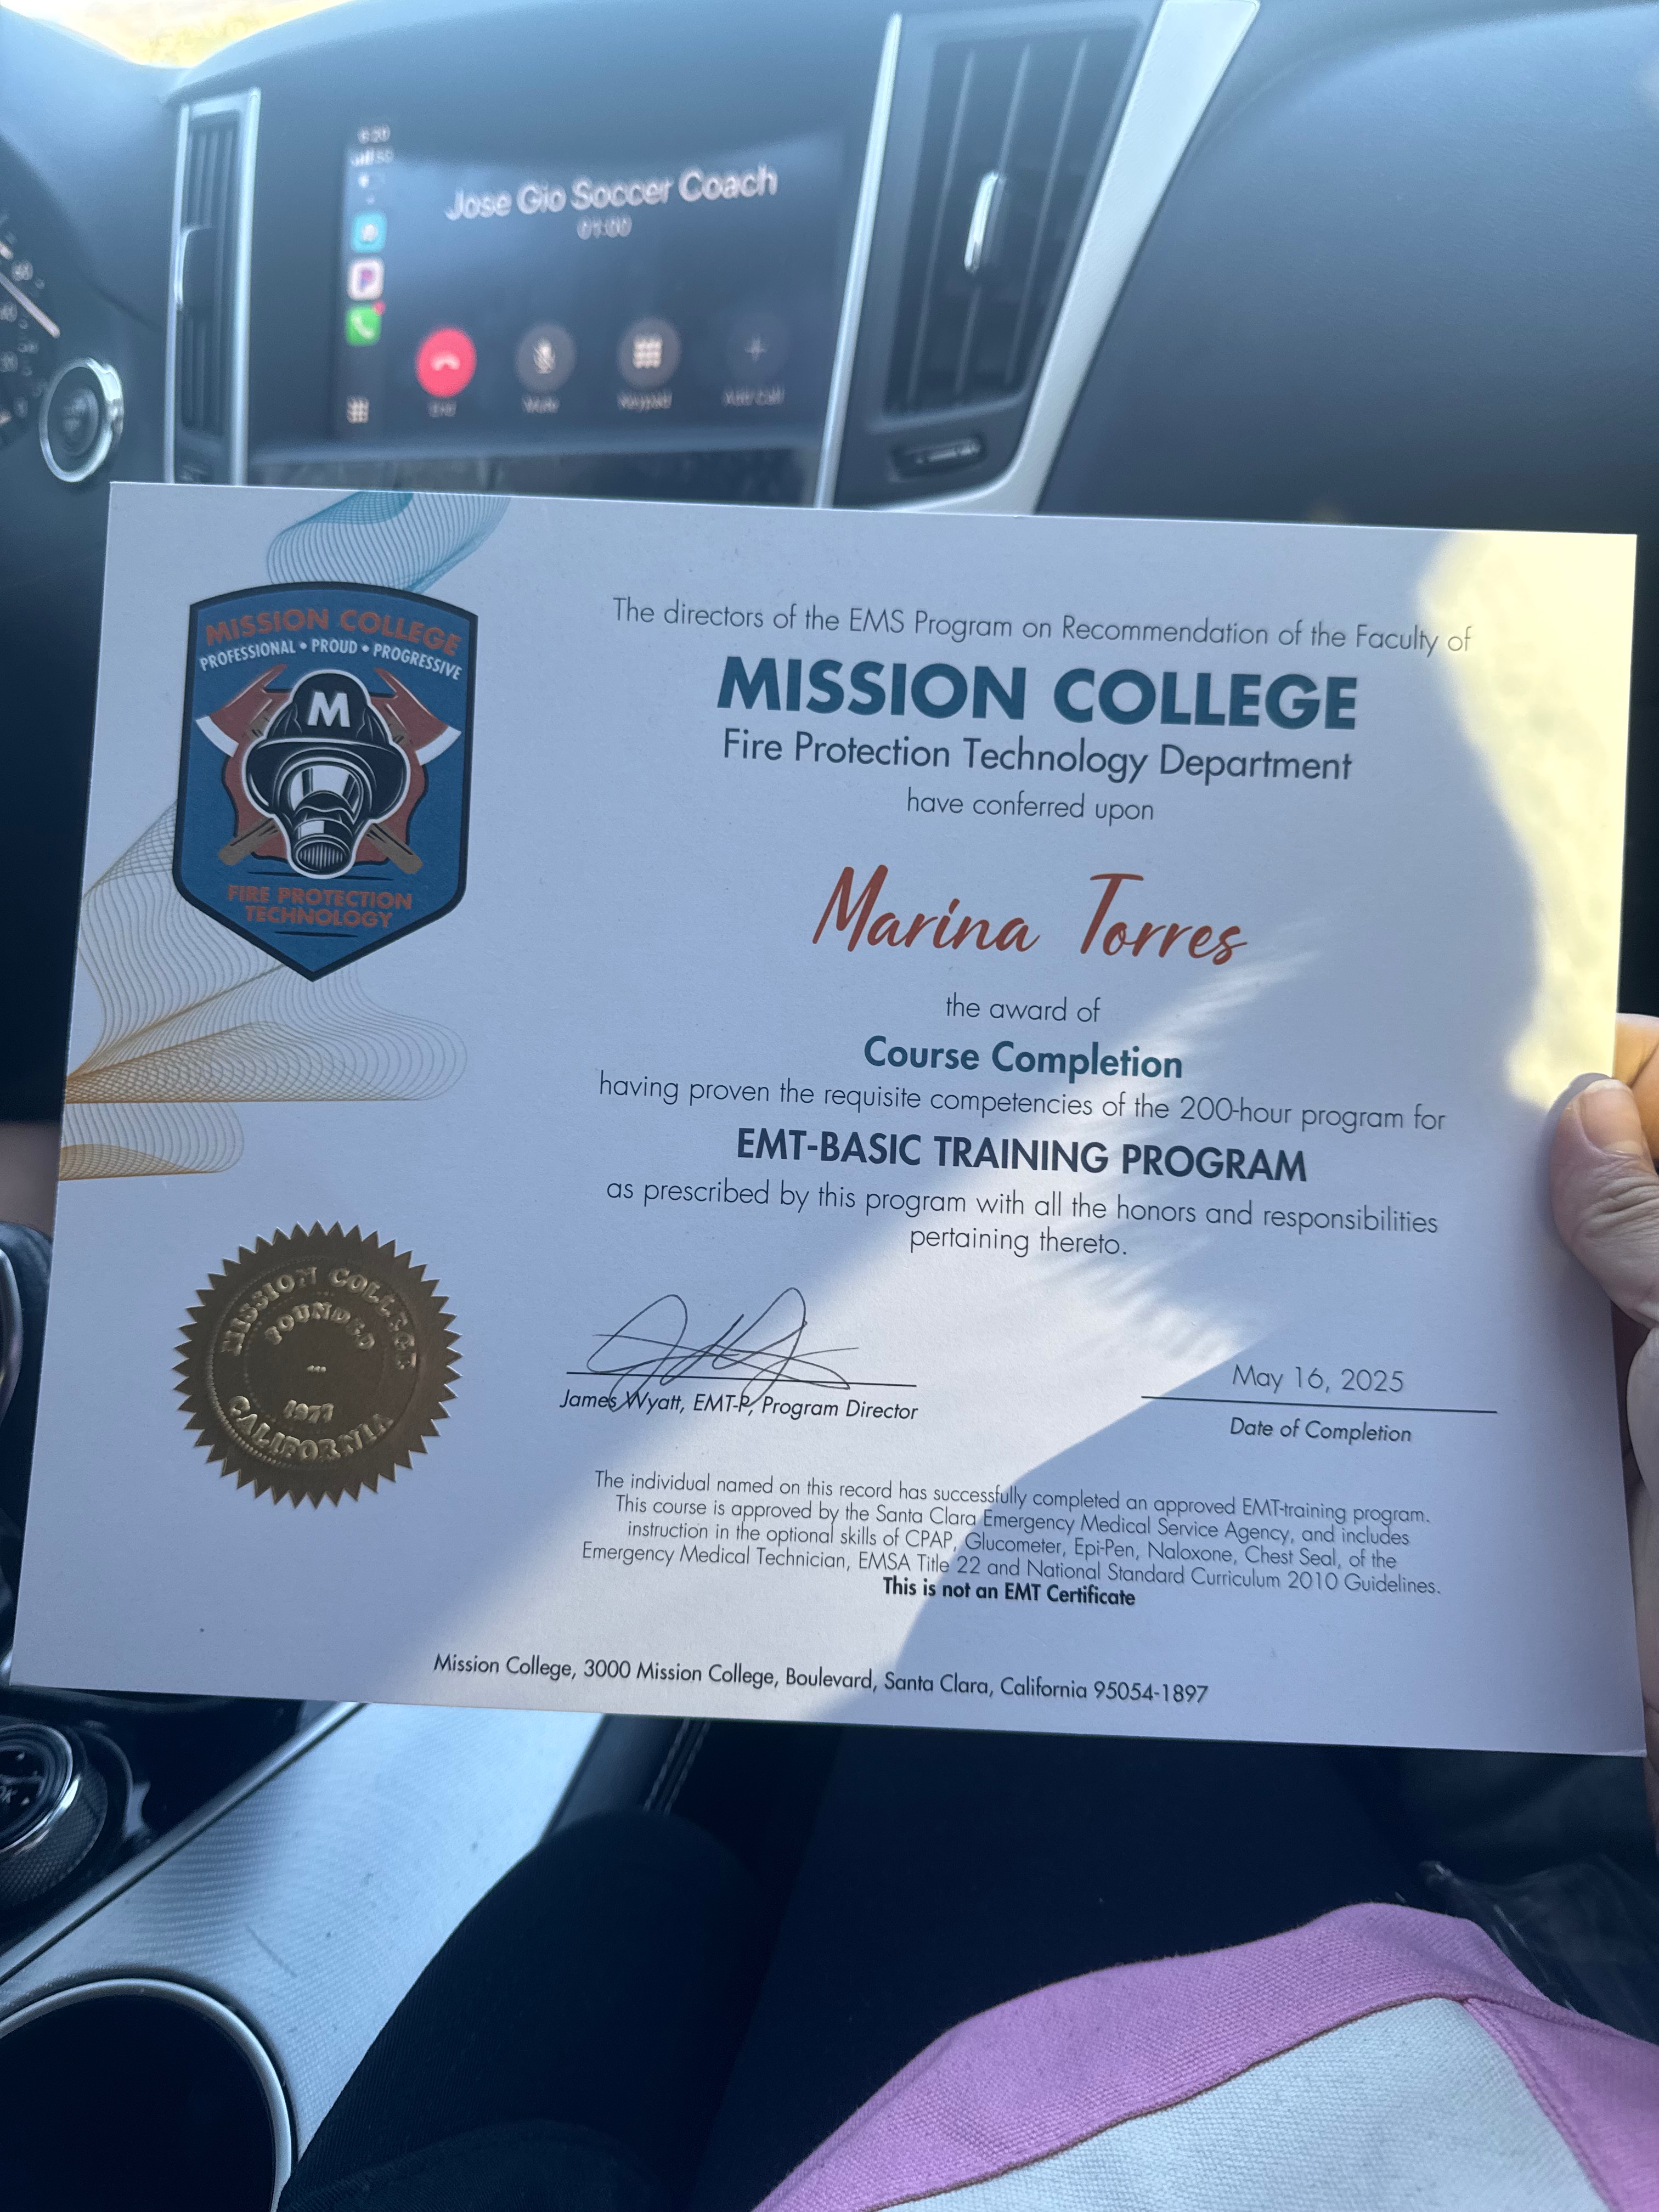 Jose Gio Soccer Coach
01:00
End
Mute
Keypad
Add Call
MISSION COLLEGE
PROFESSIONAL • PROUD • PROGRESSIVE
M
FIRE PROTECTION
TECHNOLOGY
The directors of the EMS Program on Recommendation of the Faculty of
MISSION COLLEGE
Fire Protection Technology Department
have conferred upon
Marina Torres
the award of
Course Completion
having proven the requisite competencies of the 200-hour program for
EMT-BASIC TRAINING PROGRAM
as prescribed by this program with all the honors and responsibilities
pertaining thereto.
MISSION COLLEGE
FOUNDED
1977
CALIFORNIA
James Wyatt, EMT-P, Program Director
May 16, 2025
Date of Completion
The individual named on this record has successfully completed an approved EMT-training program.
This course is approved by the Santa Clara Emergency Medical Service Agency, and includes
instruction in the optional skills of CPAP, Glucometer, Epi-Pen, Naloxone, Chest Seal, of the
Emergency Medical Technician, EMSA Title 22 and National Standard Curriculum 2010 Guidelines.
This is not an EMT Certificate
Mission College, 3000 Mission College, Boulevard, Santa Clara, California 95054-1897